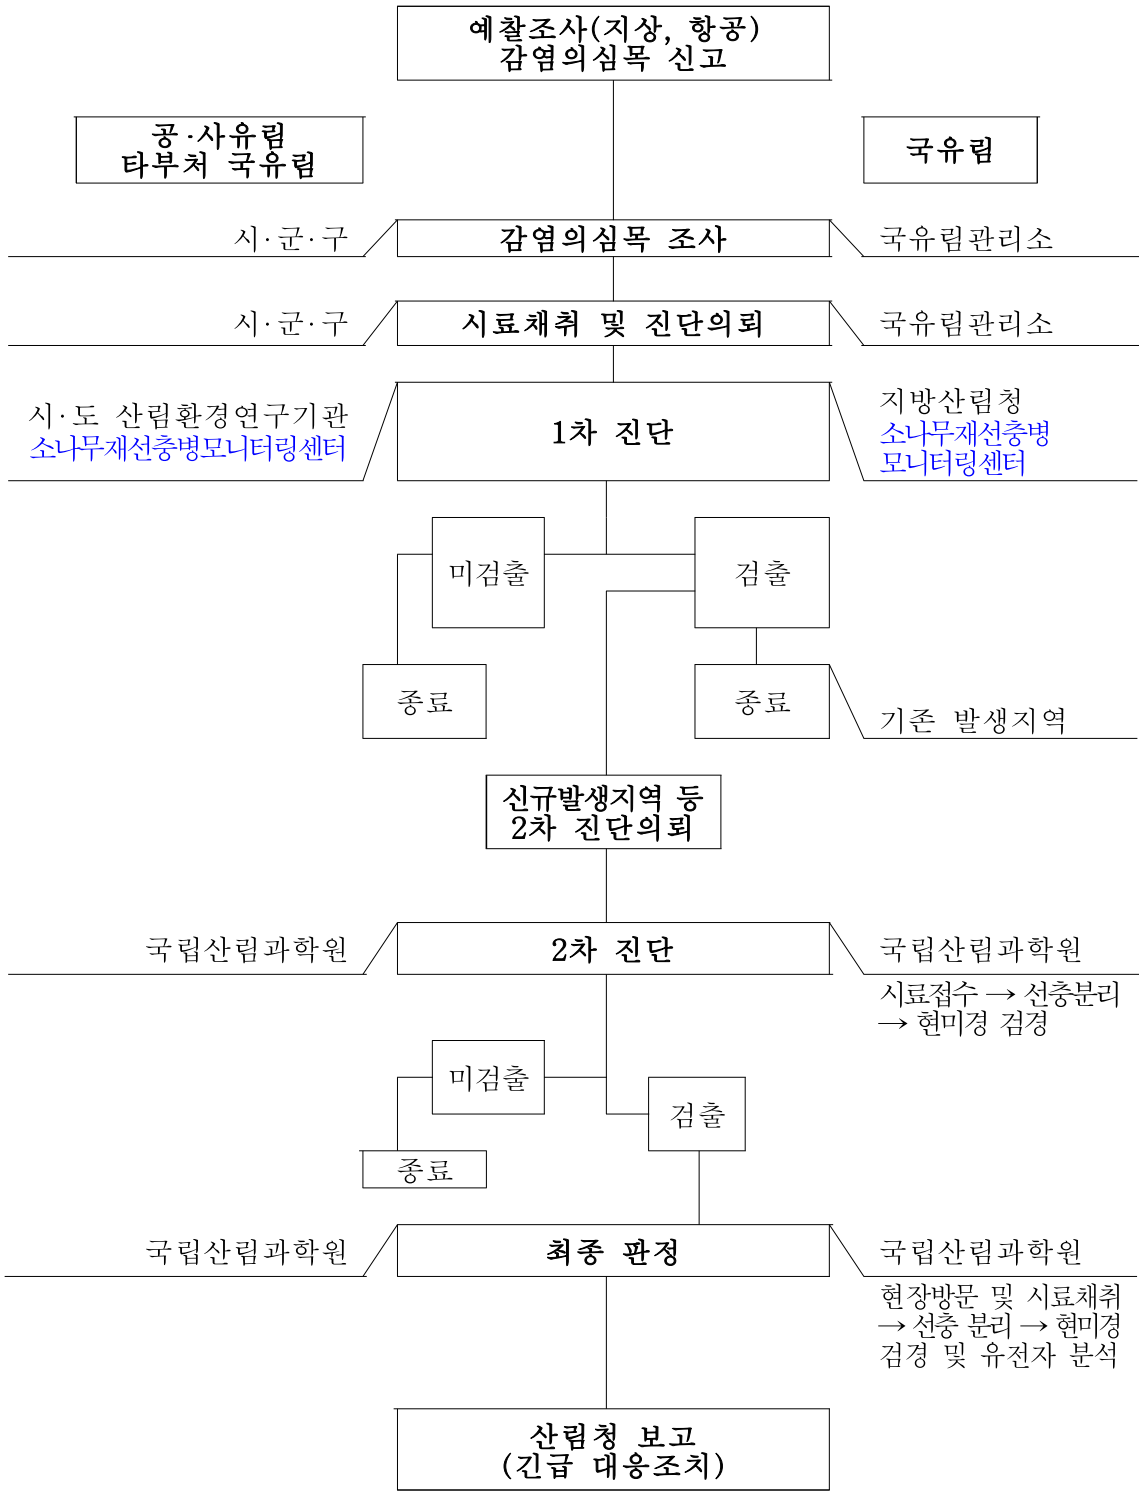 예찰조사(지상, 항공)
감염의심목 신고
공·사유림
타부처 국유림
국유림
시·군·구
감염의심목 조사
국유림관리소
시·군·구
시료채취 및 진단의뢰
국유림관리소
시·도 산림환경연구기관
소나무재선충병모니터링센터
1차 진단
지방산림청
소나무재선충병
모니터링센터
미검출
검출
종료
종료
기존 발생지역
신규발생지역 등
2차 진단의뢰
국립산림과학원
2차 진단
국립산림과학원
시료접수 → 선충분리
→ 현미경 검경
미검출
검출
종료
국립산림과학원
최종 판정
국립산림과학원
현장방문 및 시료채취
→ 선충 분리 → 현미경
검경 및 유전자 분석
산림청 보고
(긴급 대응조치)